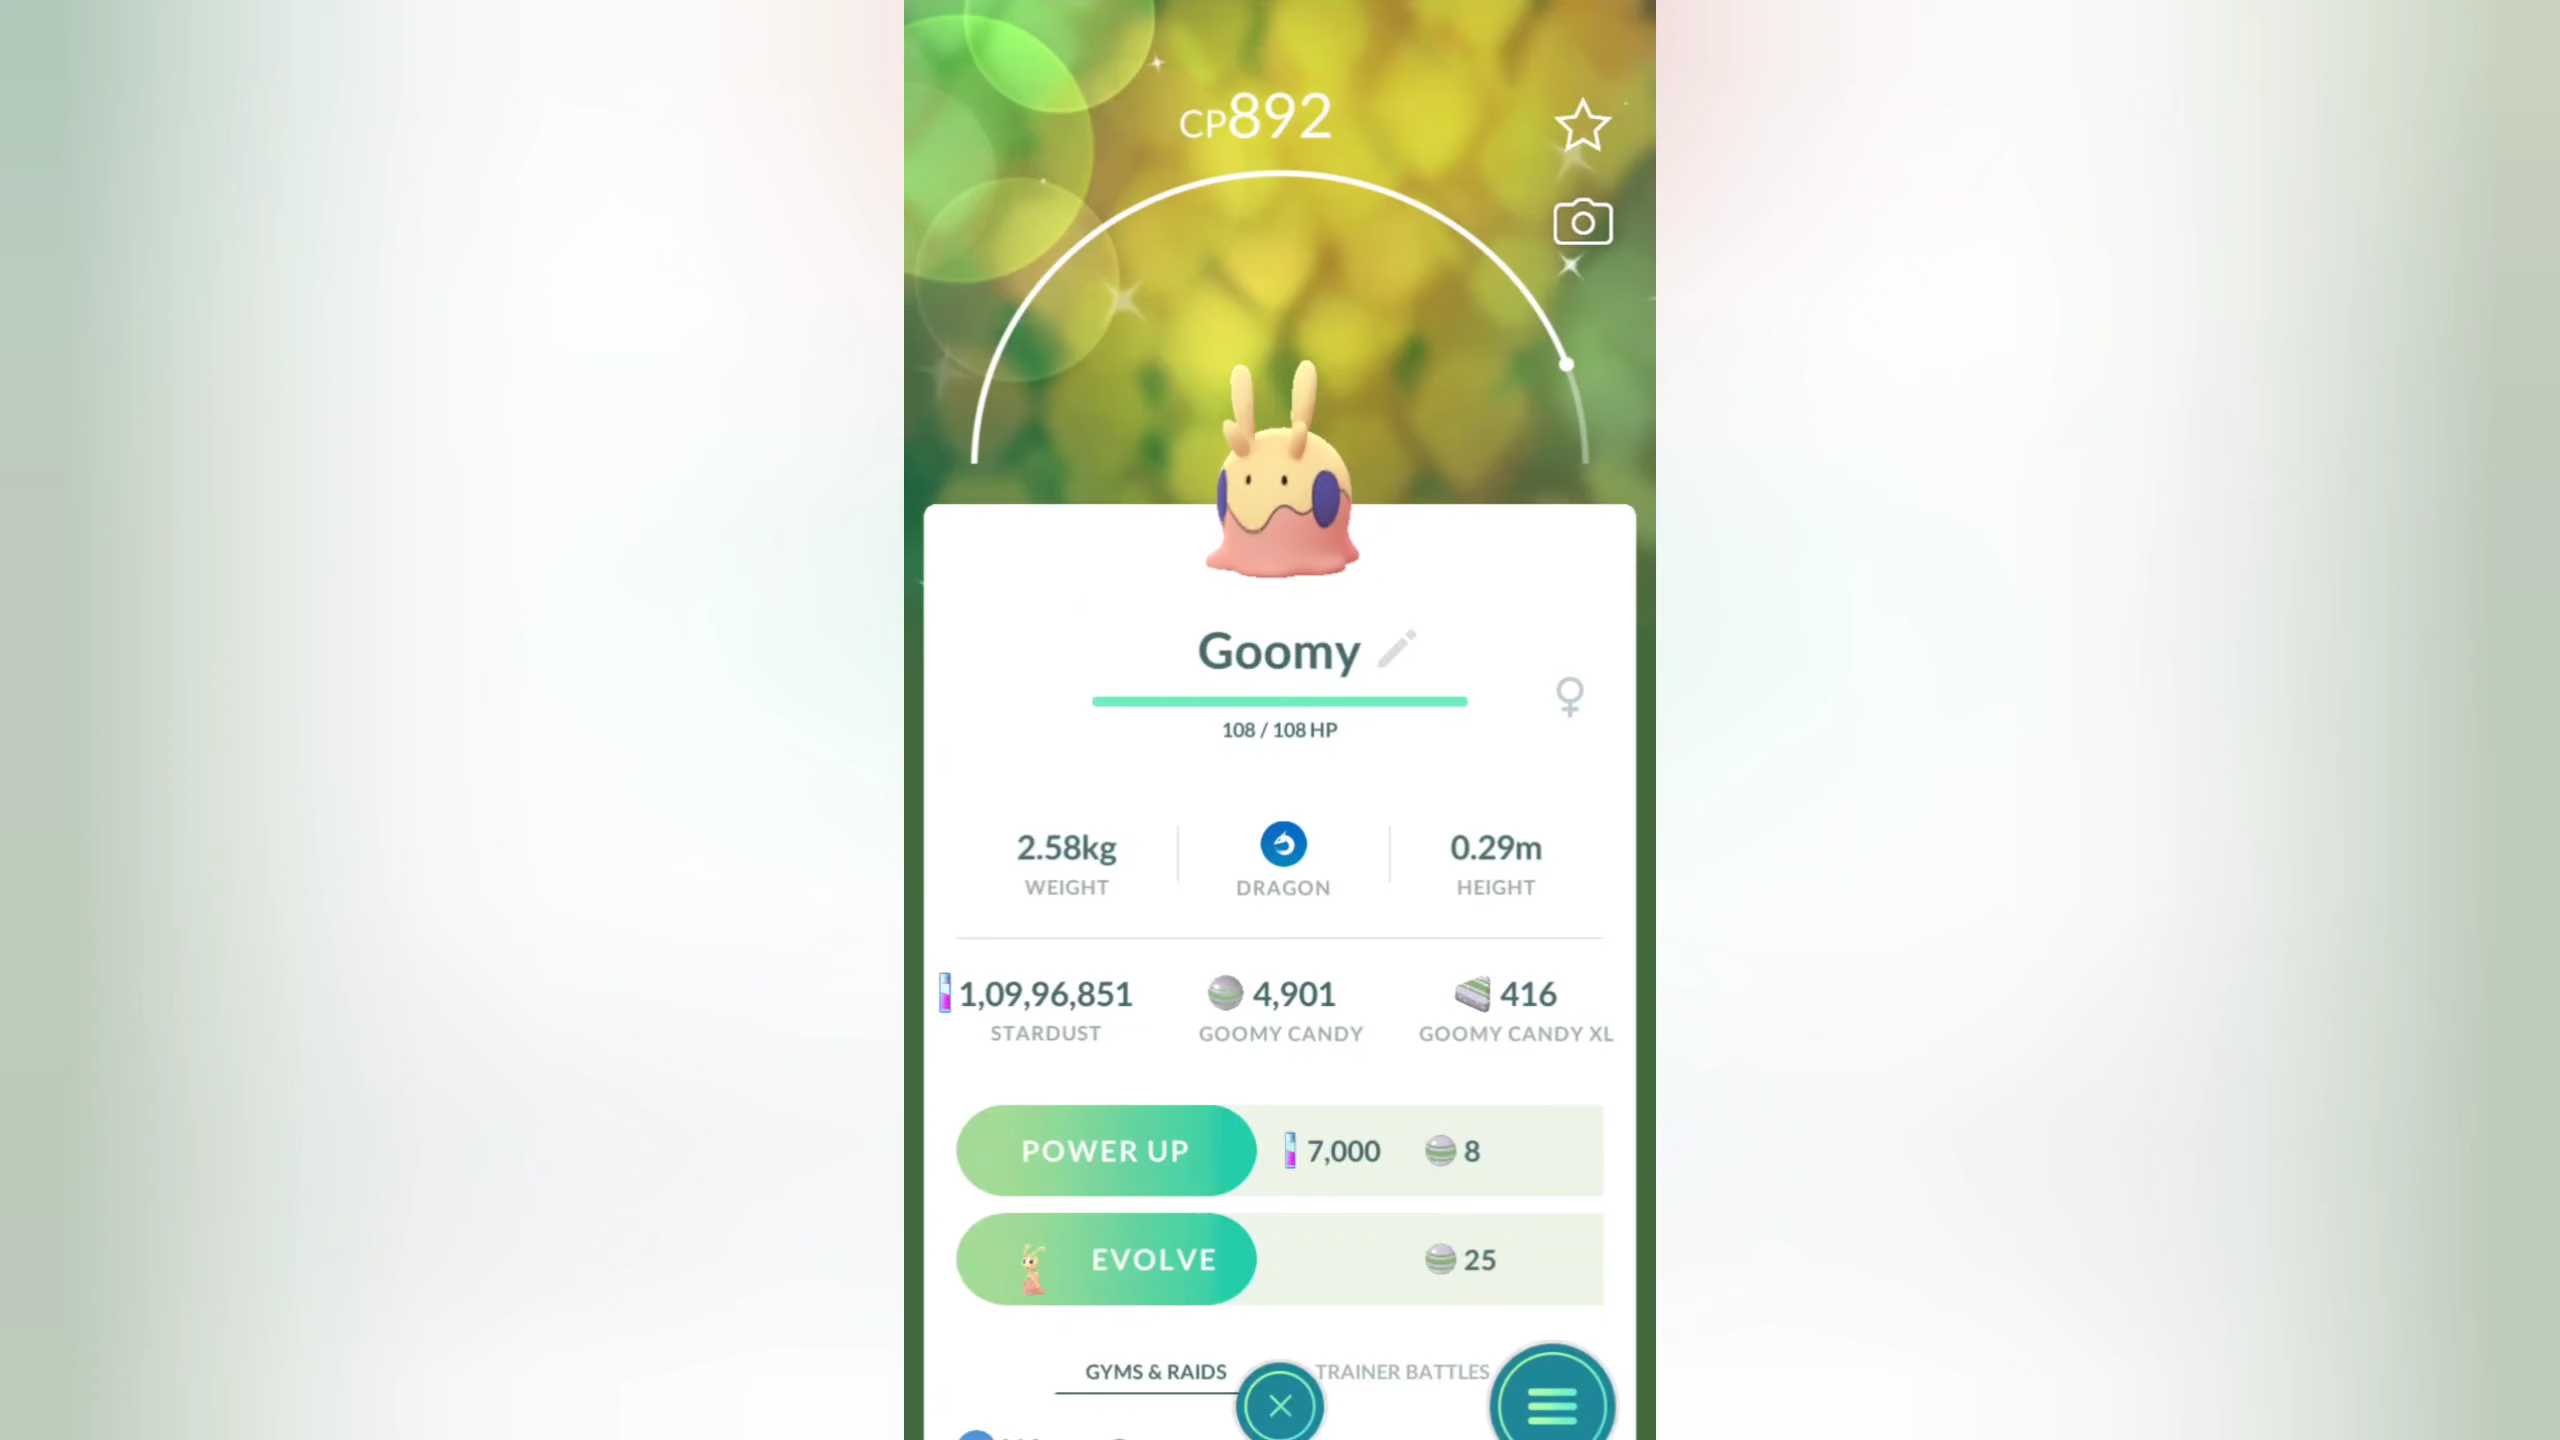 CP892
Goomy
108 / 108 HP
2.58kg
WEIGHT
DRAGON
0.29m
HEIGHT
1,09,96,851
STARDUST
4,901
GOOMY CANDY
416
GOOMY CANDY XL
POWER UP 7,000 8
EVOLVE 25
GYMS & RAIDS TRAINER BATTLES